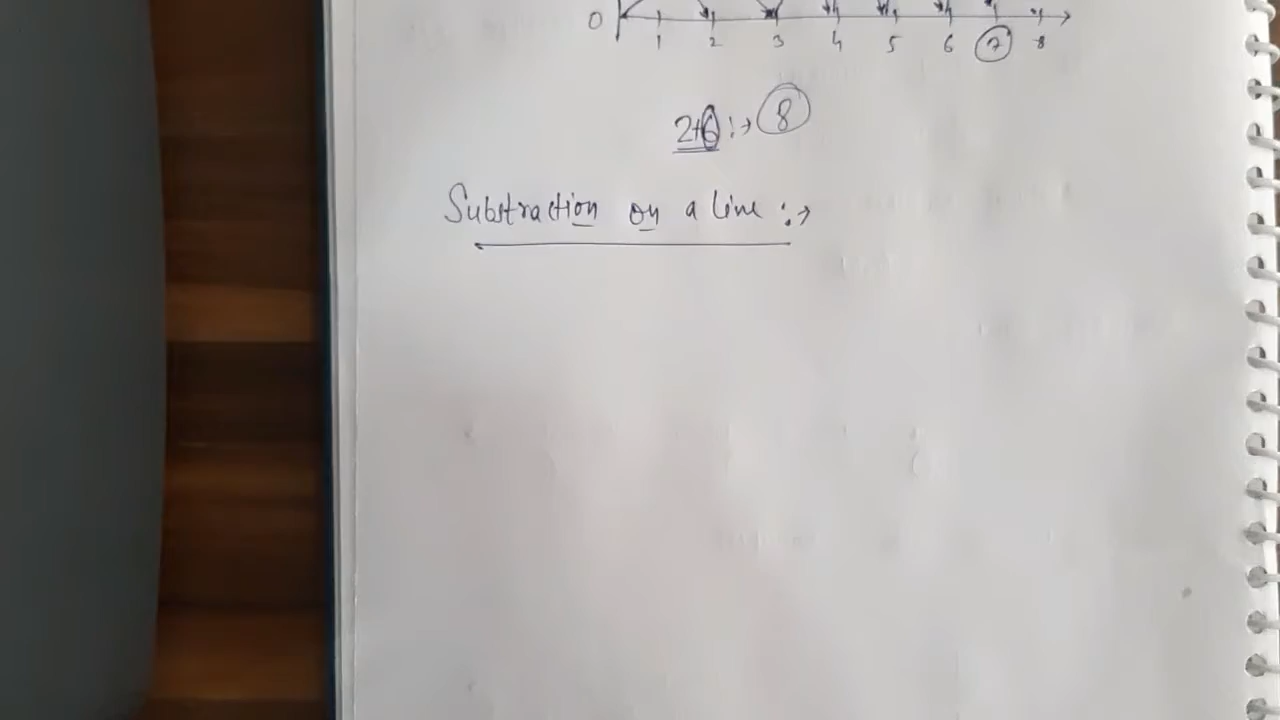 0 1 2 3 4 5 6 7 8
2+6 :→ 8
Substraction on a line :→